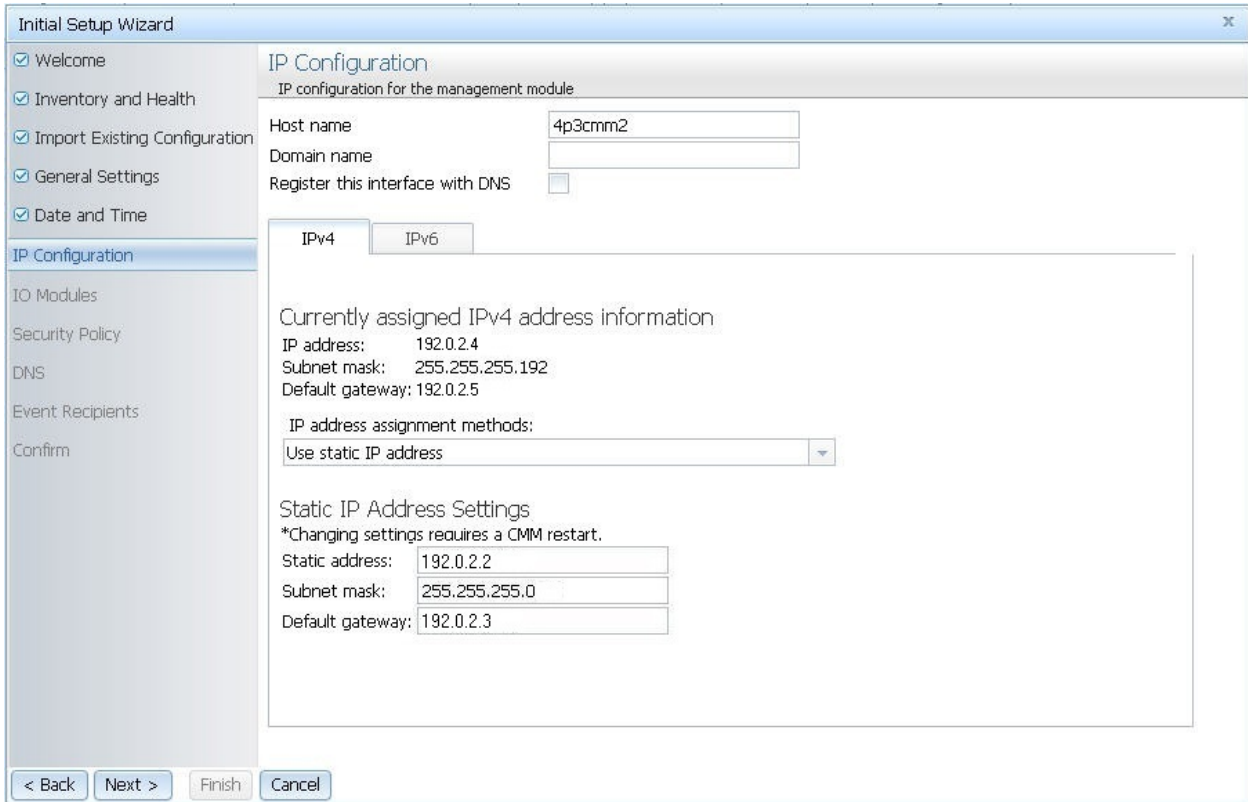 Initial Setup Wizard
x
Welcome
Inventory and Health
Import Existing Configuration
General Settings
Date and Time
IP Configuration
IO Modules
Security Policy
DNS
Event Recipients
Confirm
IP Configuration
IP configuration for the management module
Host name 4p3cmm2
Domain name
Register this interface with DNS
IPv4 IPv6
Currently assigned IPv4 address information
IP address: 192.0.2.4
Subnet mask: 255.255.255.192
Default gateway: 192.0.2.5
IP address assignment methods:
Use static IP address
Static IP Address Settings
*Changing settings requires a CMM restart.
Static address: 192.0.2.2
Subnet mask: 255.255.255.0
Default gateway: 192.0.2.3
< Back Next > Finish Cancel